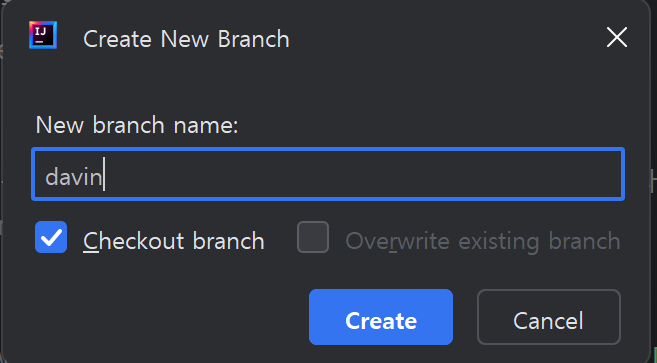 IJ
Create New Branch
New branch name:
davin
Checkout branch
Overwrite existing branch
Create
Cancel